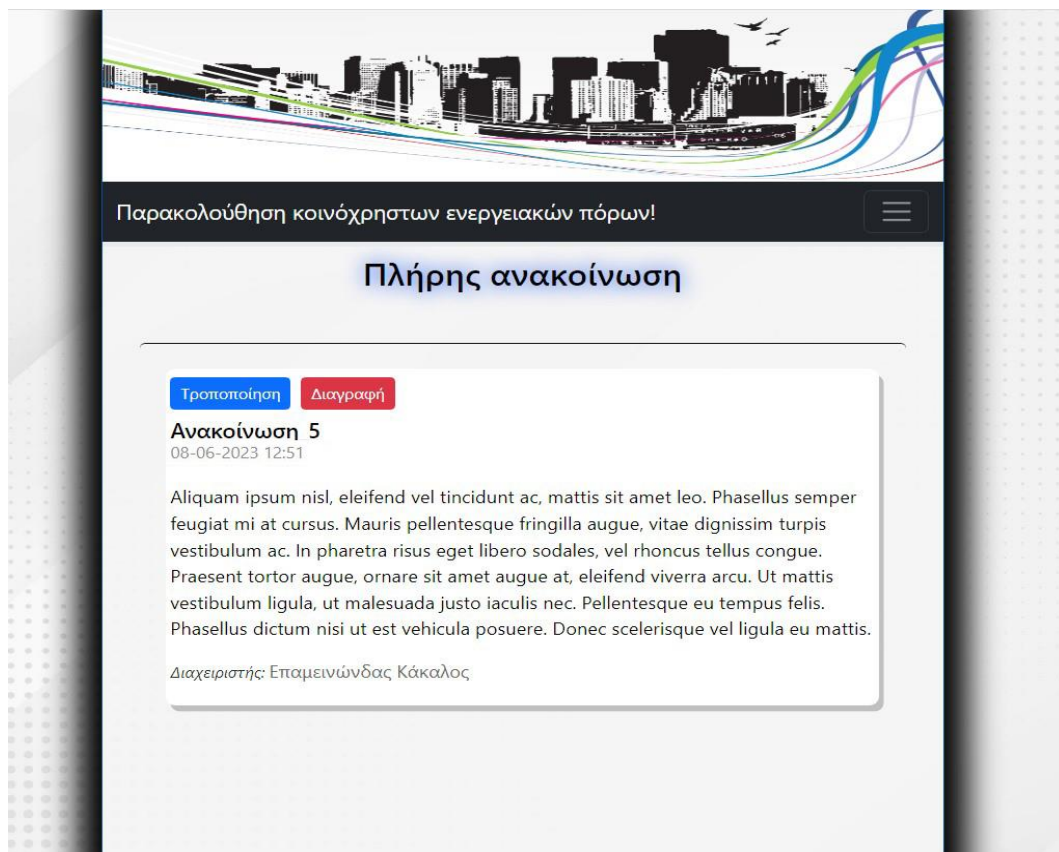 Παρακολούθηση κοινόχρηστων ενεργειακών πόρων!
Πλήρης ανακοίνωση
Τροποποίηση Διαγραφή
Ανακοίνωση_5
08-06-2023 12:51
Aliquam ipsum nisl, eleifend vel tincidunt ac, mattis sit amet leo. Phasellus semper
feugiat mi at cursus. Mauris pellentesque fringilla augue, vitae dignissim turpis
vestibulum ac. In pharetra risus eget libero sodales, vel rhoncus tellus congue.
Praesent tortor augue, ornare sit amet augue at, eleifend viverra arcu. Ut mattis
vestibulum ligula, ut malesuada justo iaculis nec. Pellentesque eu tempus felis.
Phasellus dictum nisi ut est vehicula posuere. Donec scelerisque vel ligula eu mattis.
Διαχειριστής: Επαμεινώνδας Κάκαλος